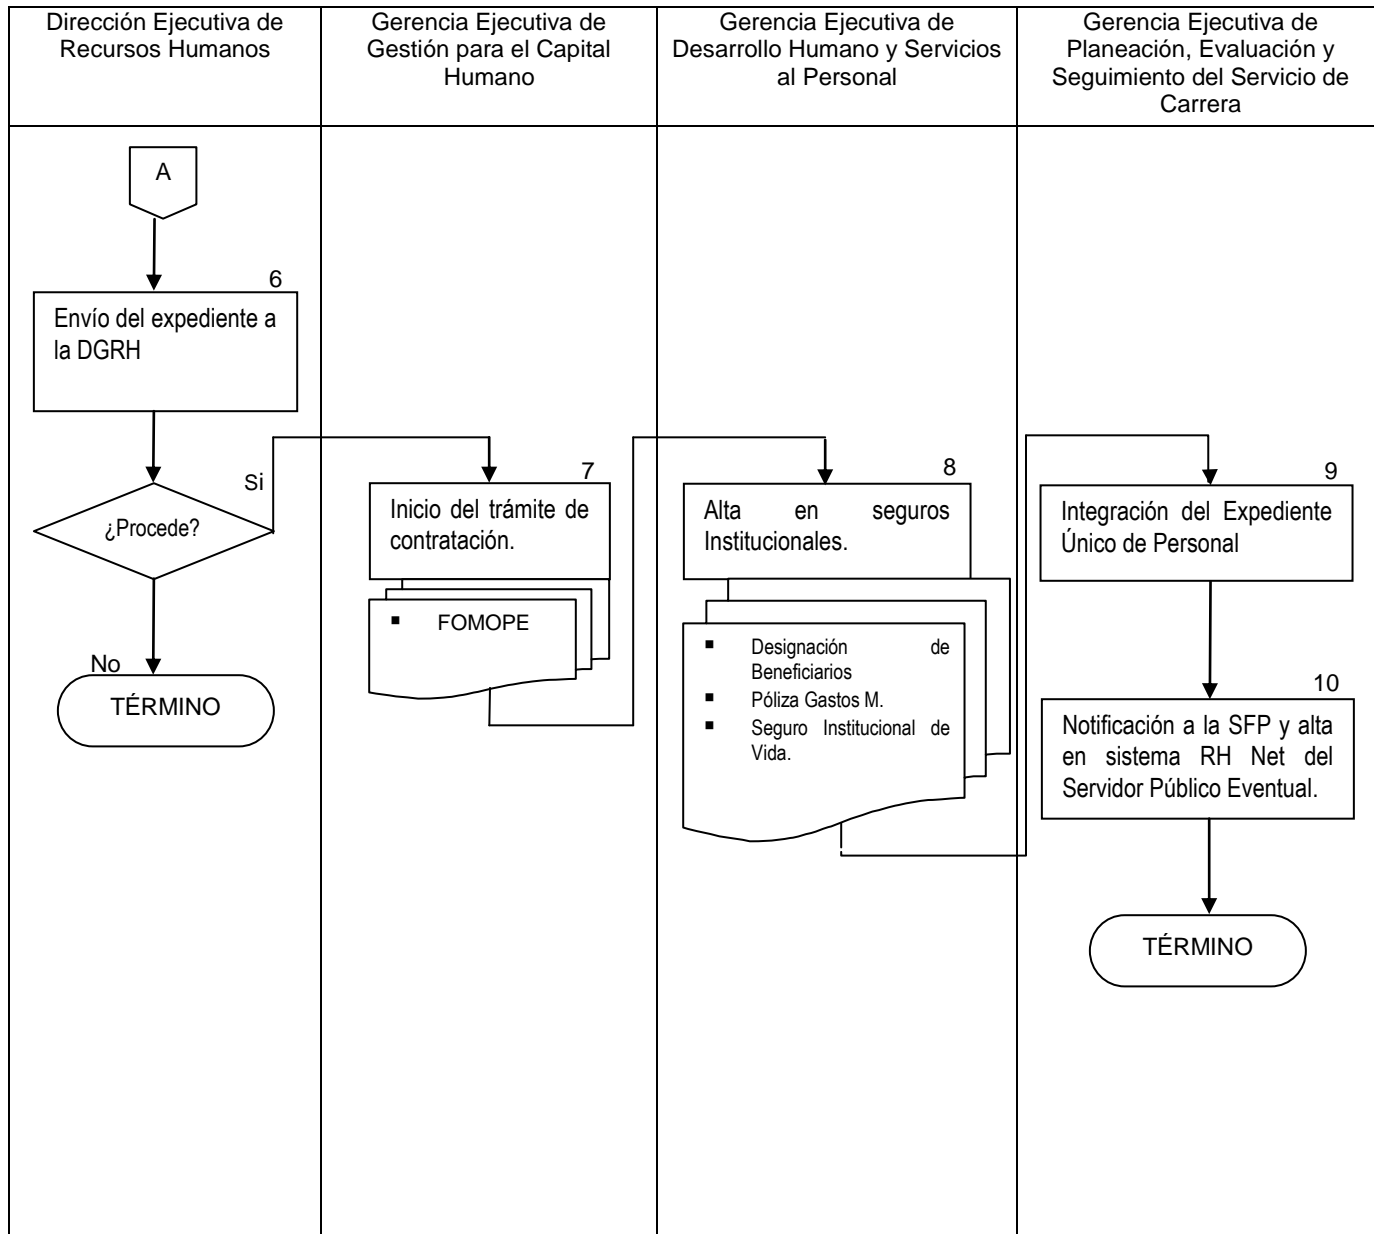 Dirección Ejecutiva de
Recursos Humanos
Gerencia Ejecutiva de
Gestión para el Capital
Humano
Gerencia Ejecutiva de
Desarrollo Humano y Servicios
al Personal
Gerencia Ejecutiva de
Planeación, Evaluación y
Seguimiento del Servicio de
Carrera
A
6
Envío del expediente a
la DGRH
Si
¿Procede?
No
TÉRMINO
7
Inicio del trámite de
contratación.
▪ FOMOPE
8
Alta en seguros
Institucionales.
▪ Designación de
Beneficiarios
▪ Póliza Gastos M.
▪ Seguro Institucional de
Vida.
9
Integración del Expediente
Único de Personal
10
Notificación a la SFP y alta
en sistema RH Net del
Servidor Público Eventual.
TÉRMINO